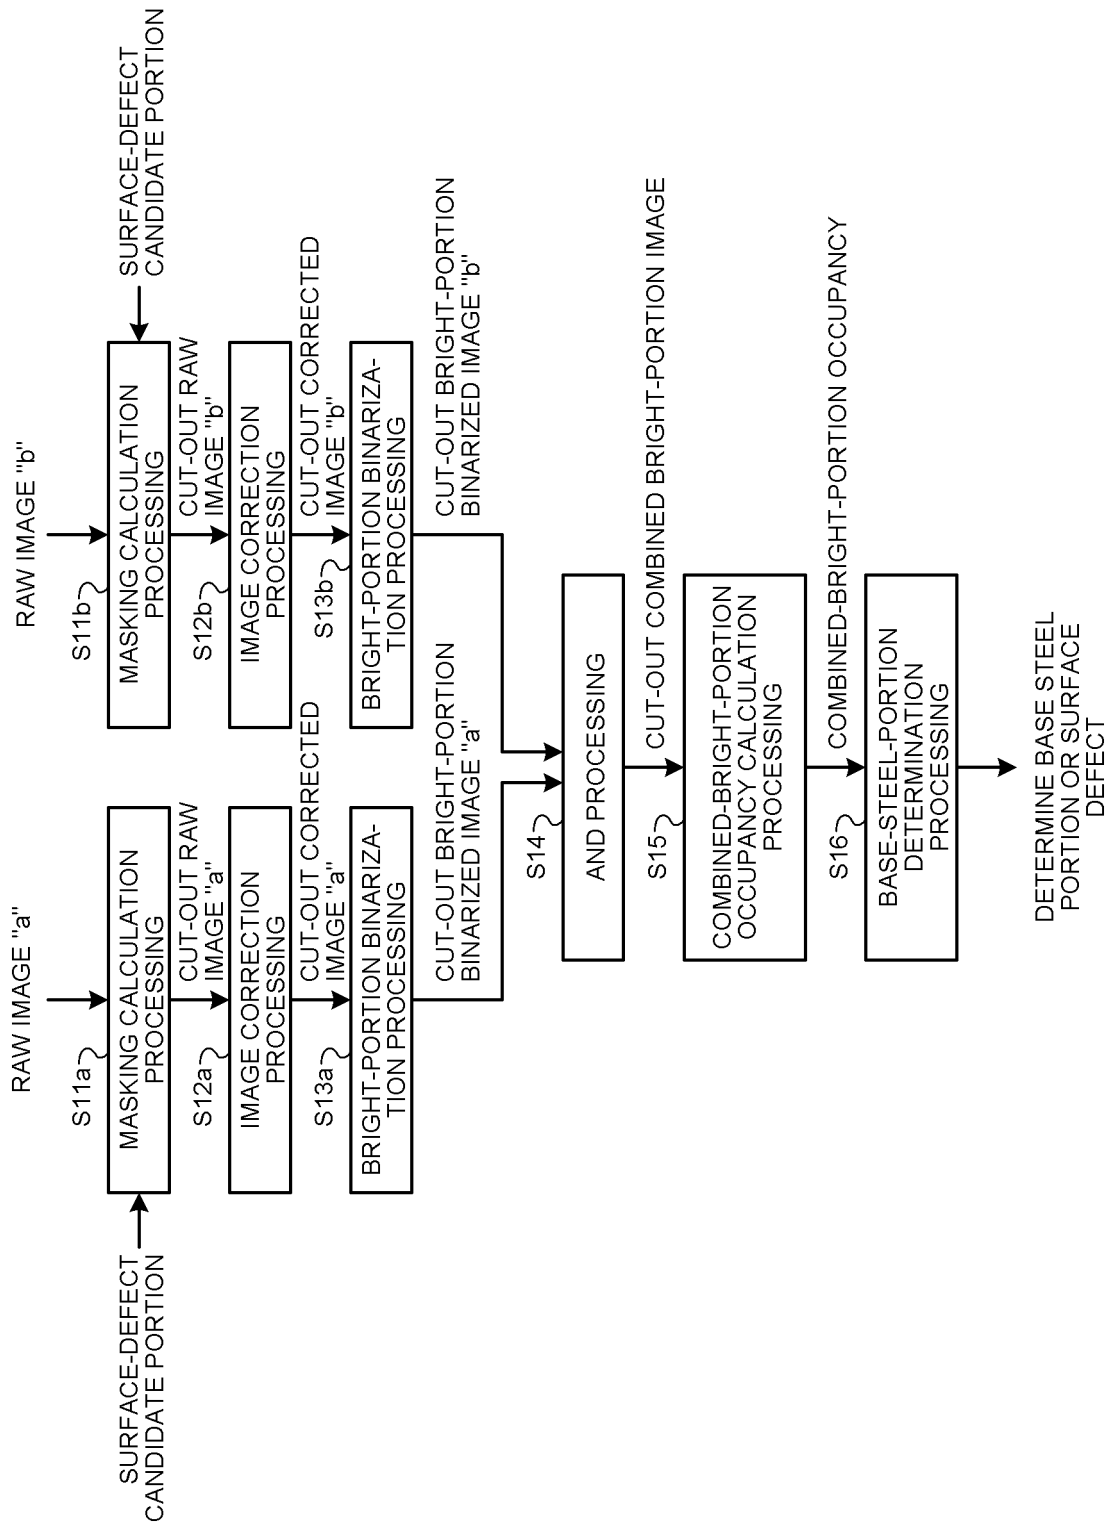 RAW IMAGE "a"
RAW IMAGE "b"
SURFACE-DEFECT
CANDIDATE PORTION
S11a
MASKING CALCULATION
PROCESSING
S11b
MASKING CALCULATION
PROCESSING
SURFACE-DEFECT
CANDIDATE PORTION
CUT-OUT RAW
IMAGE "a"
CUT-OUT RAW
IMAGE "b"
S12a
IMAGE CORRECTION
PROCESSING
S12b
IMAGE CORRECTION
PROCESSING
CUT-OUT CORRECTED
IMAGE "a"
CUT-OUT CORRECTED
IMAGE "b"
S13a
BRIGHT-PORTION BINARIZA-
TION PROCESSING
S13b
BRIGHT-PORTION BINARIZA-
TION PROCESSING
CUT-OUT BRIGHT-PORTION
BINARIZED IMAGE "a"
CUT-OUT BRIGHT-PORTION
BINARIZED IMAGE "b"
S14
AND PROCESSING
CUT-OUT COMBINED BRIGHT-PORTION IMAGE
S15
COMBINED-BRIGHT-PORTION
OCCUPANCY CALCULATION
PROCESSING
COMBINED-BRIGHT-PORTION OCCUPANCY
S16
BASE-STEEL-PORTION
DETERMINATION
PROCESSING
DETERMINE BASE STEEL
PORTION OR SURFACE
DEFECT